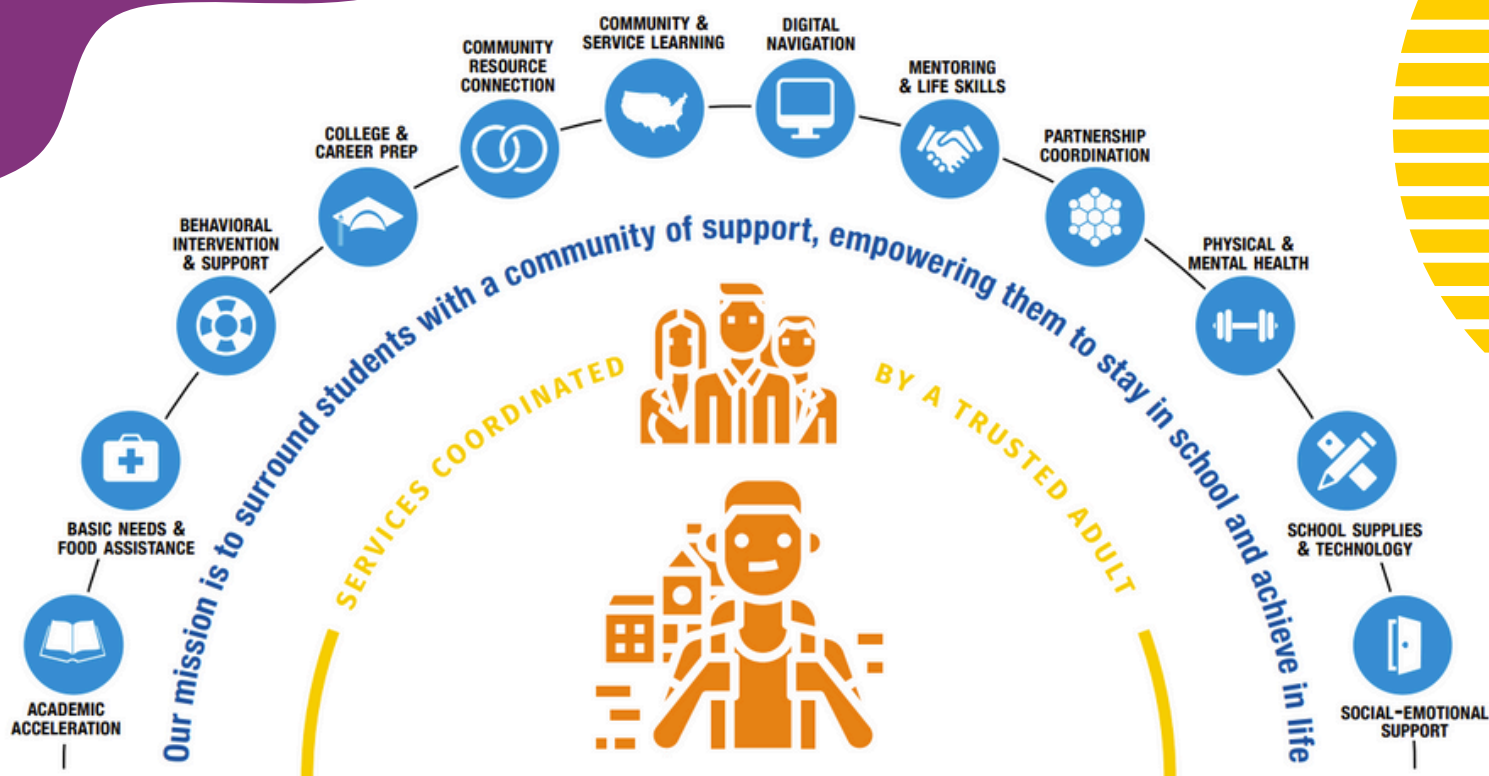 COMMUNITY &
SERVICE LEARNING
DIGITAL
NAVIGATION
COMMUNITY
RESOURCE
CONNECTION
MENTORING
& LIFE SKILLS
COLLEGE &
CAREER PREP
PARTNERSHIP
COORDINATION
BEHAVIORAL
INTERVENTION
& SUPPORT
PHYSICAL &
MENTAL HEALTH
BASIC NEEDS &
FOOD ASSISTANCE
SCHOOL SUPPLIES
& TECHNOLOGY
ACADEMIC
ACCELERATION
SOCIAL-EMOTIONAL
SUPPORT
Our mission is to surround students with a community of support, empowering them to stay in school and achieve in life
SERVICES COORDINATED BY A TRUSTED ADULT